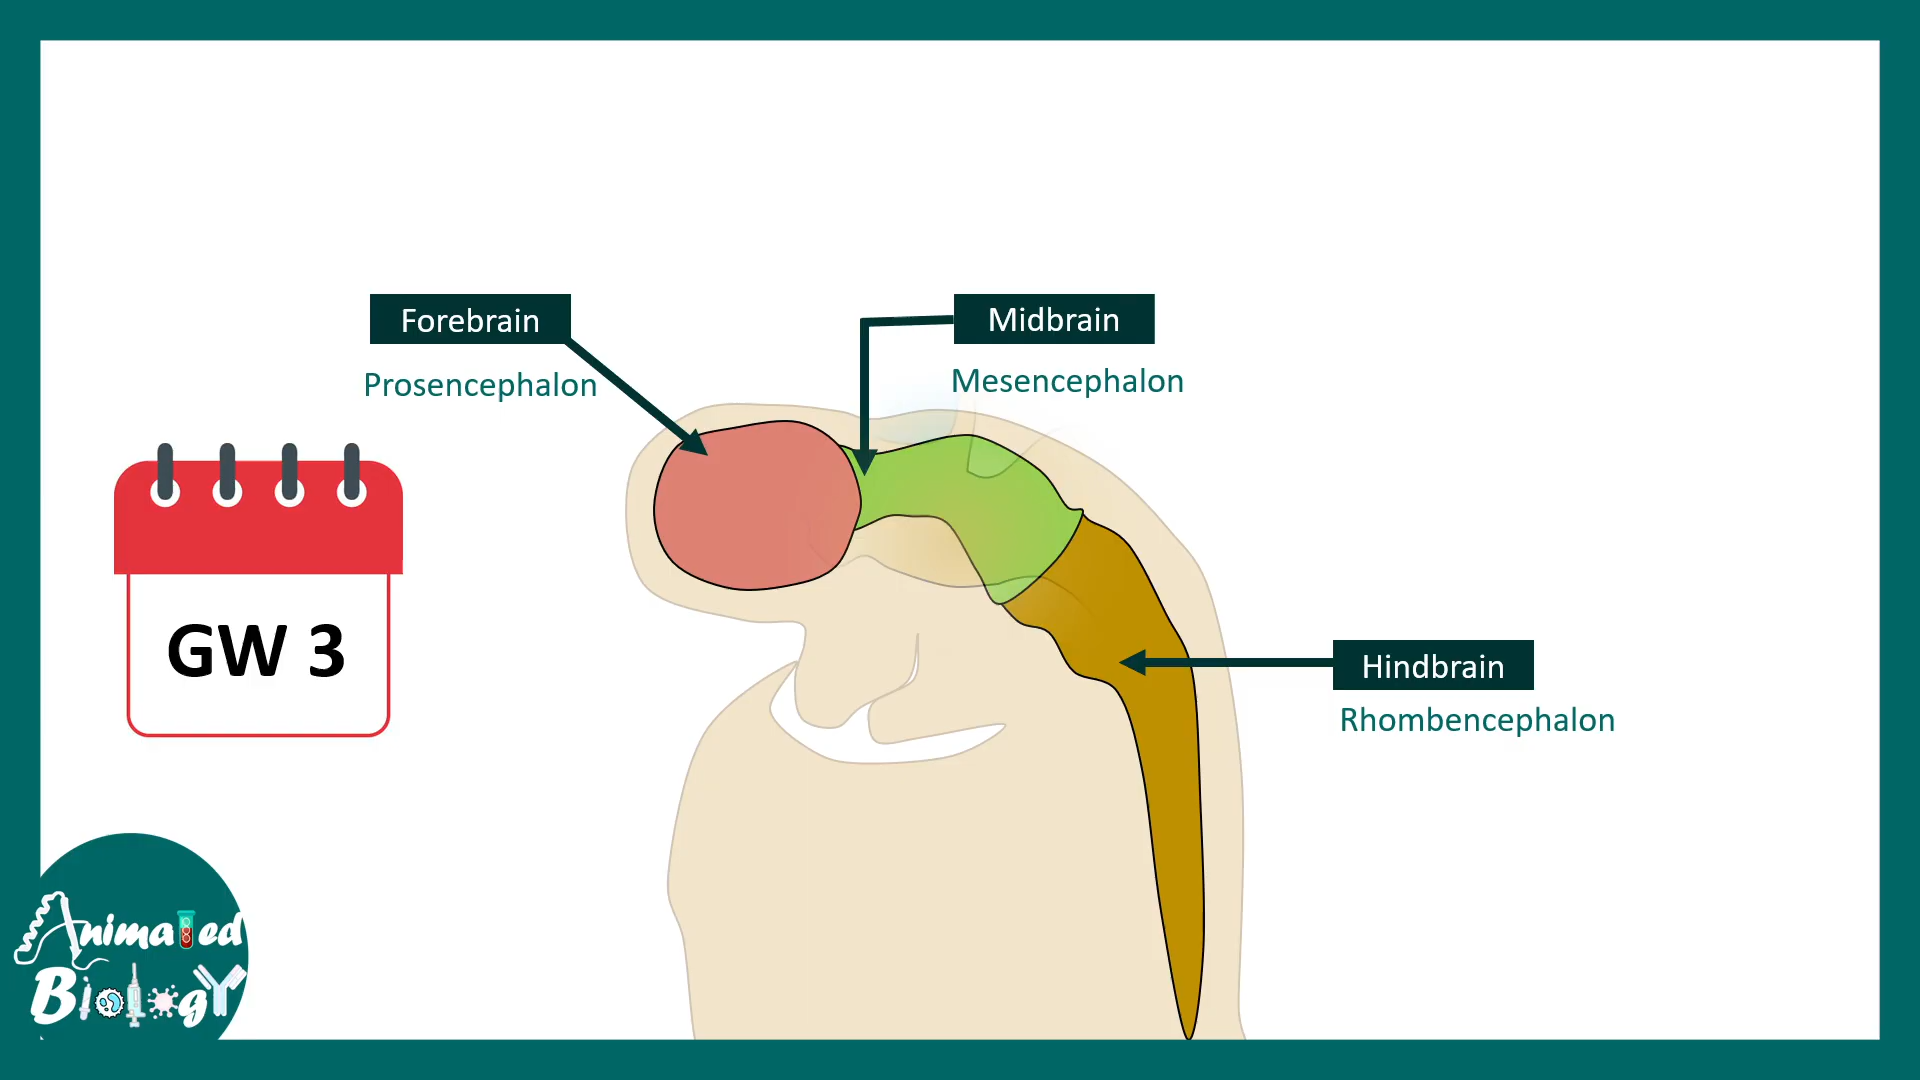 Forebrain
Prosencephalon
Midbrain
Mesencephalon
GW 3
Hindbrain
Rhombencephalon
Animated
BiologY